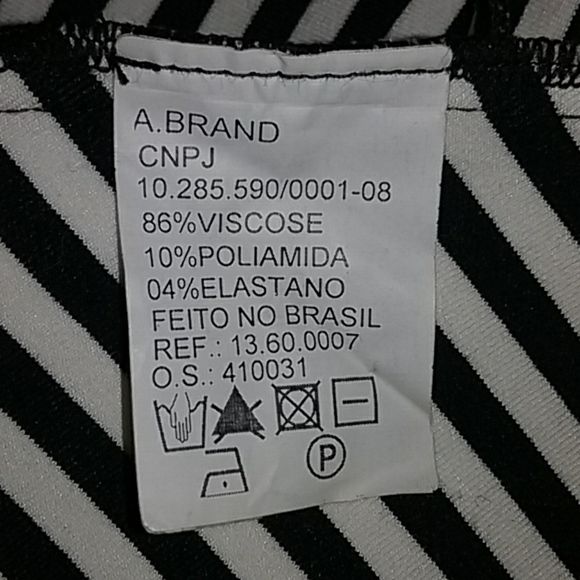 A.BRAND
CNPJ
10.285.590/0001-08
86%VISCOSE
10%POLIAMIDA
04%ELASTANO
FEITO NO BRASIL
REF.: 13.60.0007
O.S.: 410031
P